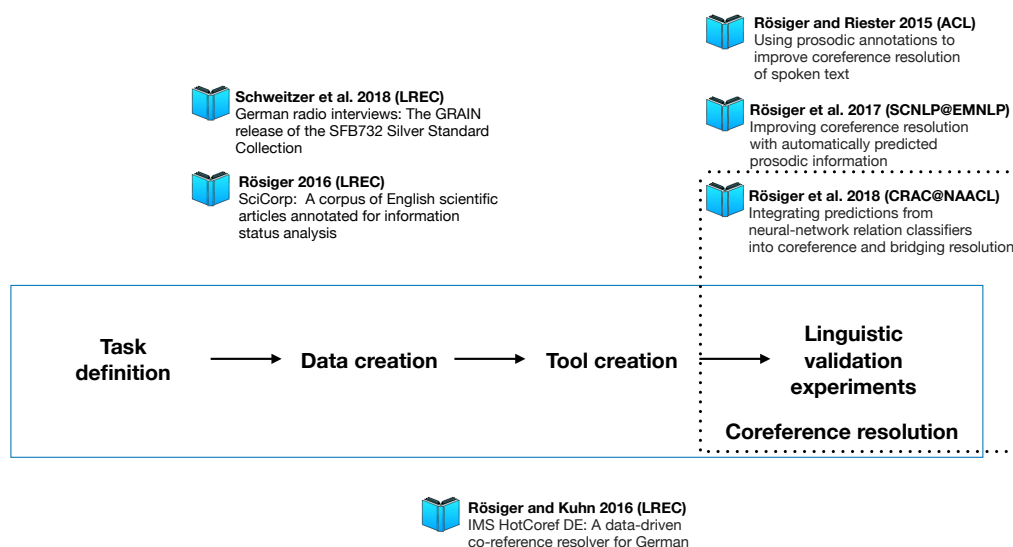 Rösiger and Riester 2015 (ACL)
Using prosodic annotations to
improve coreference resolution
of spoken text
Schweitzer et al. 2018 (LREC)
German radio interviews: The GRAIN
release of the SFB732 Silver Standard
Collection
Rösiger et al. 2017 (SCNLP@EMNLP)
Improving coreference resolution
with automatically predicted
prosodic information
Rösiger 2016 (LREC)
SciCorp: A corpus of English scientific
articles annotated for information
status analysis
Rösiger et al. 2018 (CRAC@NAACL)
Integrating predictions from
neural-network relation classifiers
into coreference and bridging resolution
Task
definition
Data creation
Tool creation
Linguistic
validation
experiments
Coreference resolution
Rösiger and Kuhn 2016 (LREC)
IMS HotCoref DE: A data-driven
co-reference resolver for German